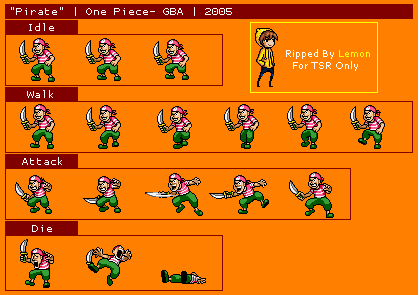 "Pirate" | One Piece- GBA | 2005
Idle
Ripped By Lemon
For TSR Only
Walk
Attack
Die